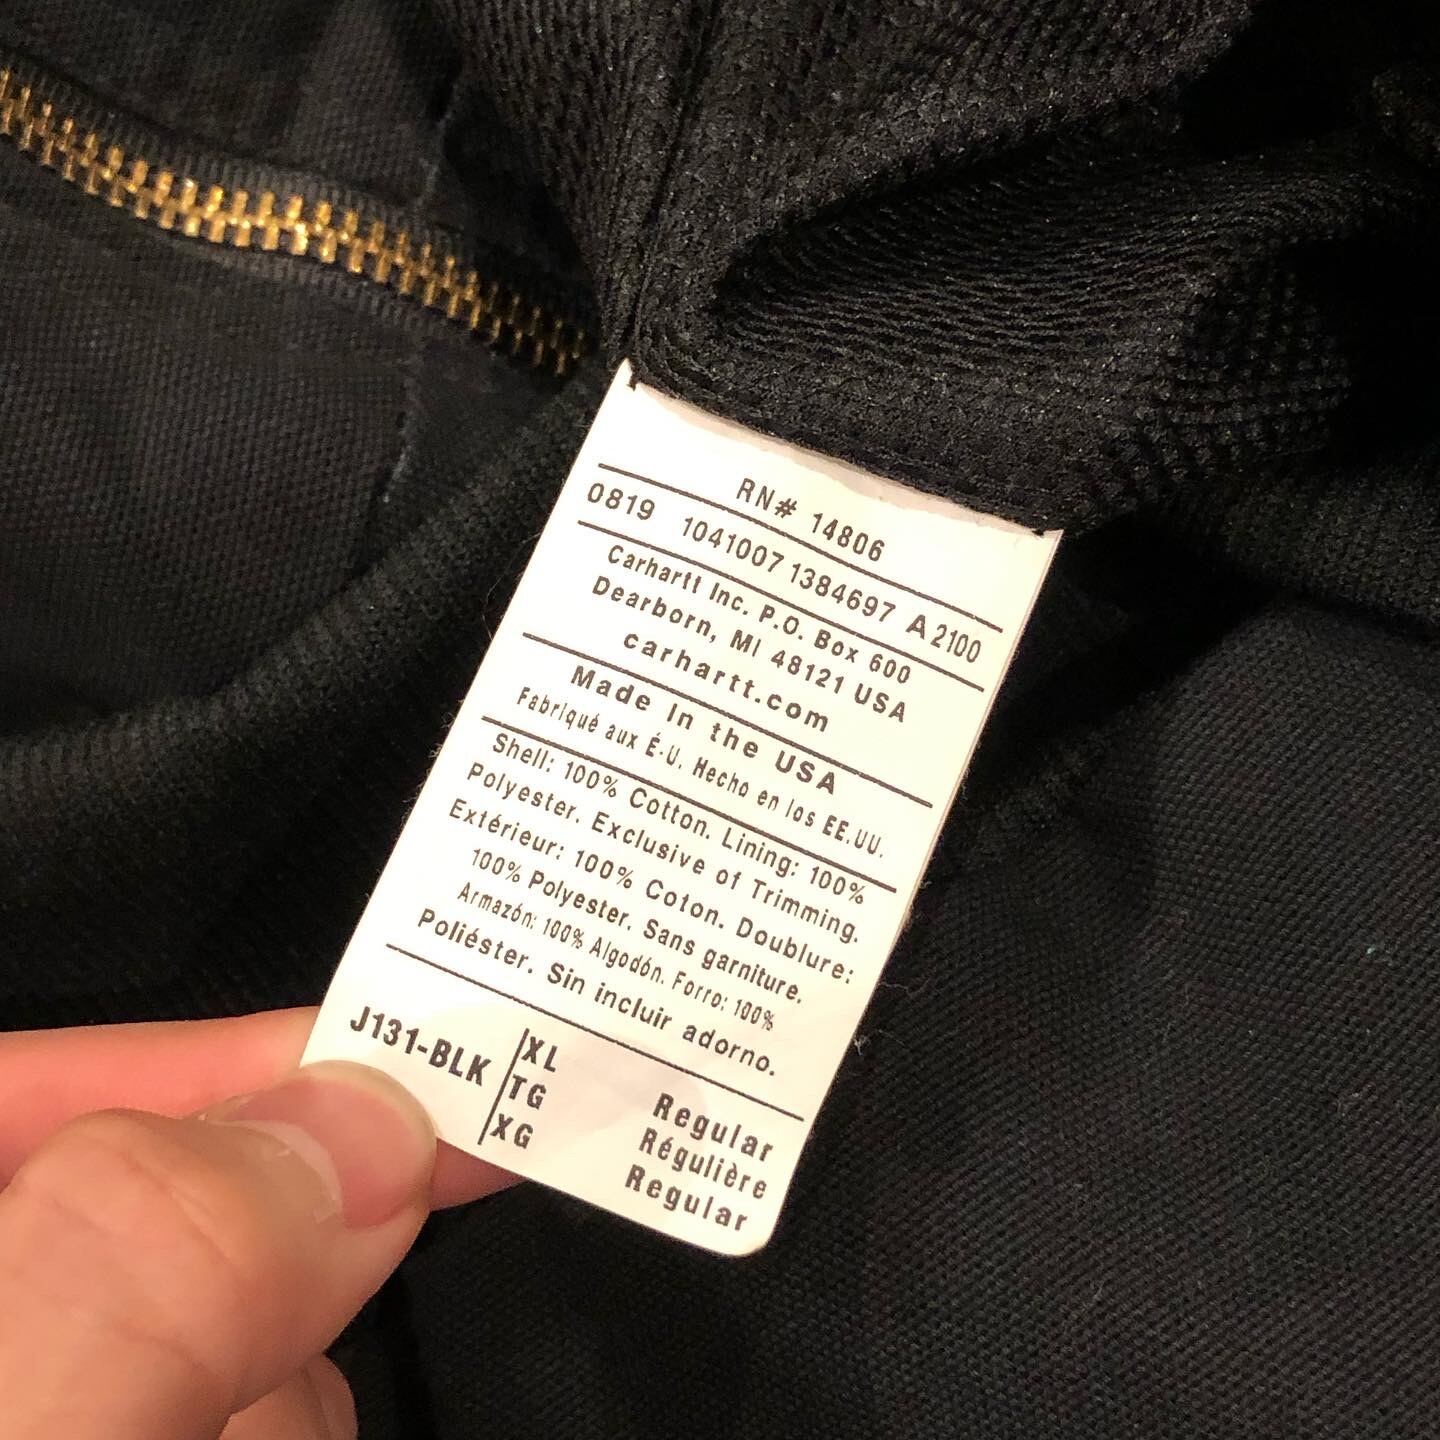 RN# 14806
0819 1041007 1384697 A 2100
Carhartt Inc. P.O. Box 600
Dearborn, MI 48121 USA
carhartt.com
Made In the USA
Fabriqué aux É-U. Hecho en los EE.UU.
Shell: 100% Cotton. Lining: 100%
Polyester. Exclusive of Trimming.
Extérieur: 100% Coton. Doublure:
100% Polyester. Sans garniture.
Armazón: 100% Algodón. Forro: 100%
Poliéster. Sin incluir adorno.
J131-BLK XL Regular
TG Régulière
XG Regular